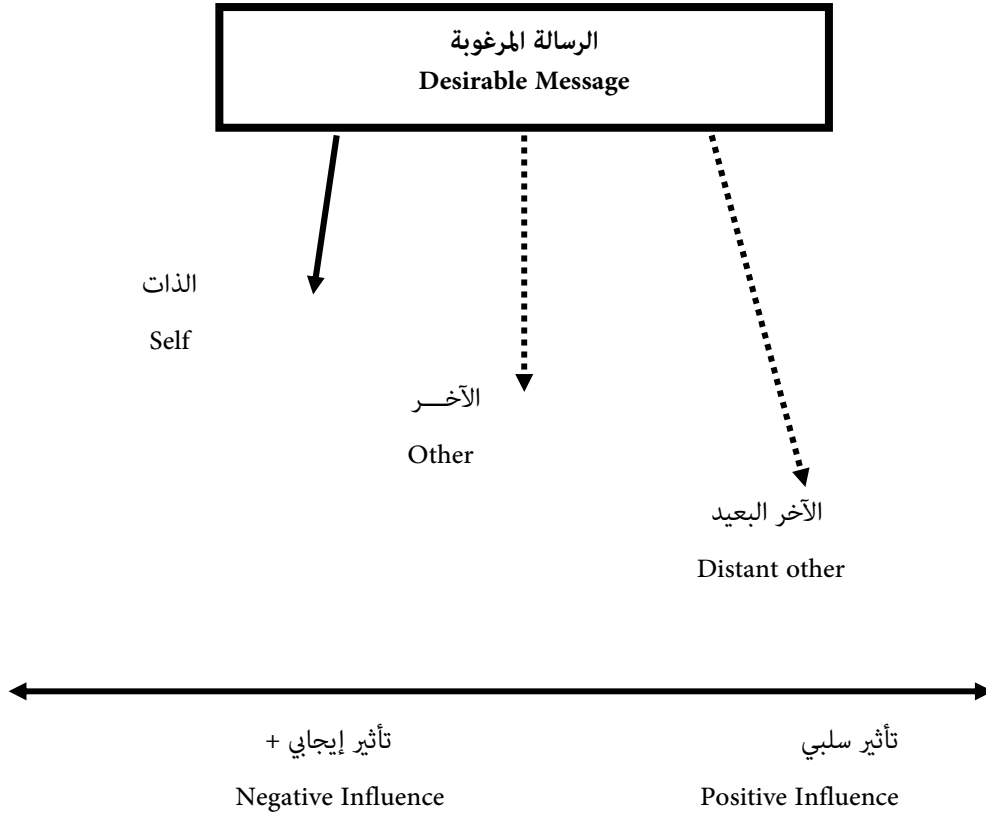 الرسالة المرغوبة
Desirable Message
الذات
Self
الآخـــر
Other
الآخر البعيد
Distant other
تأثير إيجابي +
Negative Influence
تأثير سلبي
Positive Influence